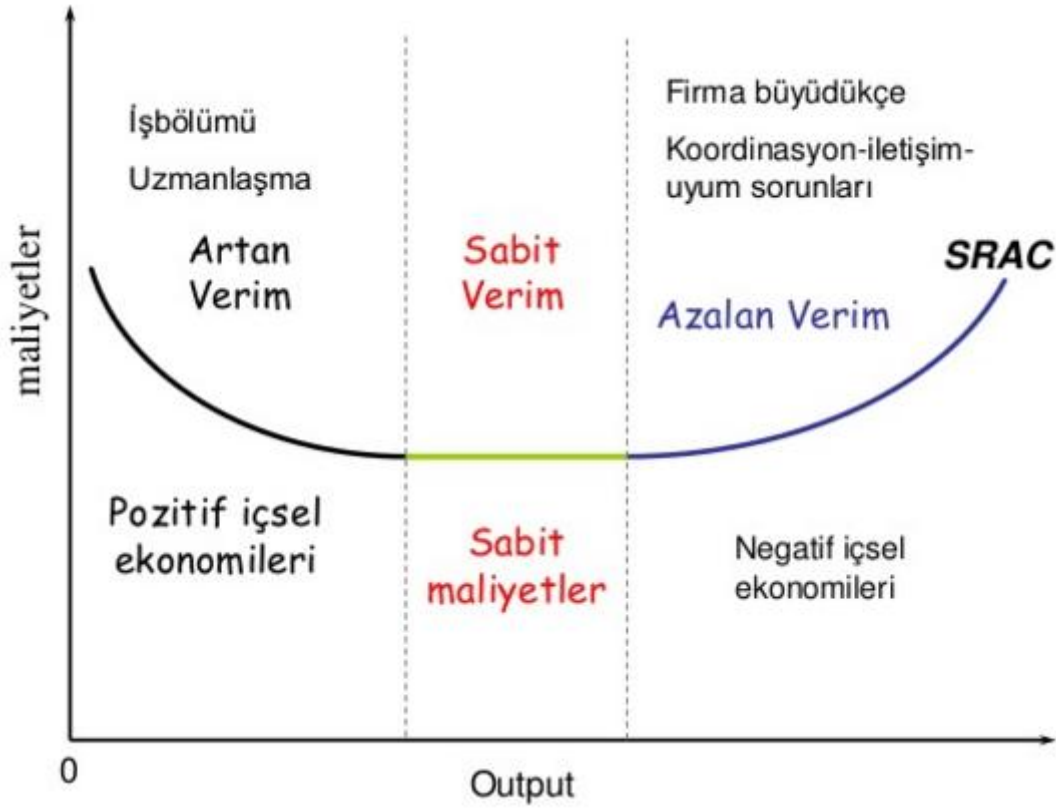 İşbölümü
Uzmanlaşma
Artan
Verim
Sabit
Verim
Firma büyüdükçe
Koordinasyon-iletişim-
uyum sorunları
SRAC
Azalan Verim
maliyetler
Pozitif içsel
ekonomileri
Sabit
maliyetler
Negatif içsel
ekonomileri
0
Output